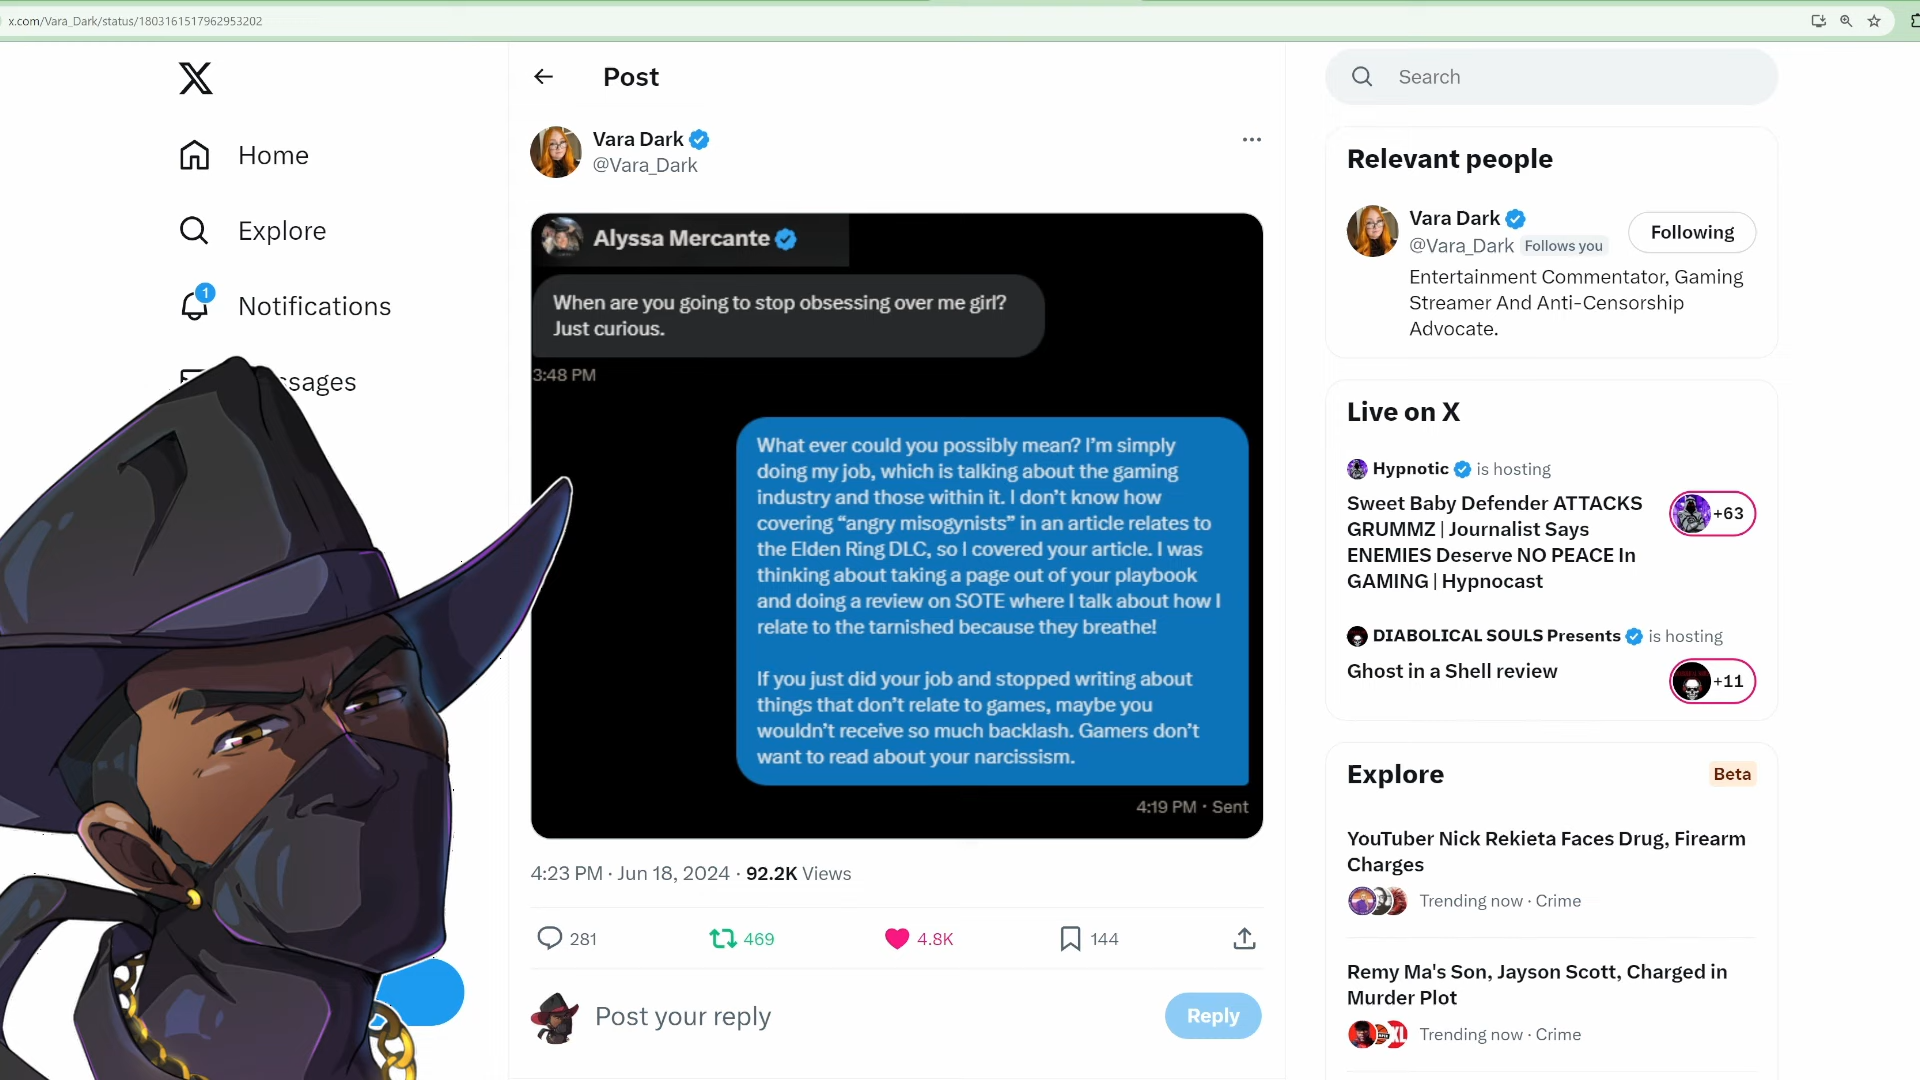 x.com/Vara_Dark/status/1803161517962953202
Home
Explore
1
Notifications
ssages
Post
Vara Dark
@Vara_Dark
Alyssa Mercante
When are you going to stop obsessing over me girl?
Just curious.
3:48 PM
What ever could you possibly mean? I'm simply
doing my job, which is talking about the gaming
industry and those within it. I don't know how
covering "angry misogynists" in an article relates to
the Elden Ring DLC, so I covered your article. I was
thinking about taking a page out of your playbook
and doing a review on SOTE where I talk about how I
relate to the tarnished because they breathe!
If you just did your job and stopped writing about
things that don't relate to games, maybe you
wouldn't receive so much backlash. Gamers don't
want to read about your narcissism.
4:19 PM · Sent
4:23 PM · Jun 18, 2024 · 92.2K Views
281
469
4.8K
144
Post your reply
Reply
Search
Relevant people
Vara Dark
@Vara_Dark Follows you
Following
Entertainment Commentator, Gaming
Streamer And Anti-Censorship
Advocate.
Live on X
Hypnotic is hosting
Sweet Baby Defender ATTACKS
GRUMMZ | Journalist Says
ENEMIES Deserve NO PEACE In
GAMING | Hypnocast
+63
DIABOLICAL SOULS Presents is hosting
Ghost in a Shell review
+11
Explore
Beta
YouTuber Nick Rekieta Faces Drug, Firearm
Charges
Trending now · Crime
Remy Ma's Son, Jayson Scott, Charged in
Murder Plot
Trending now · Crime